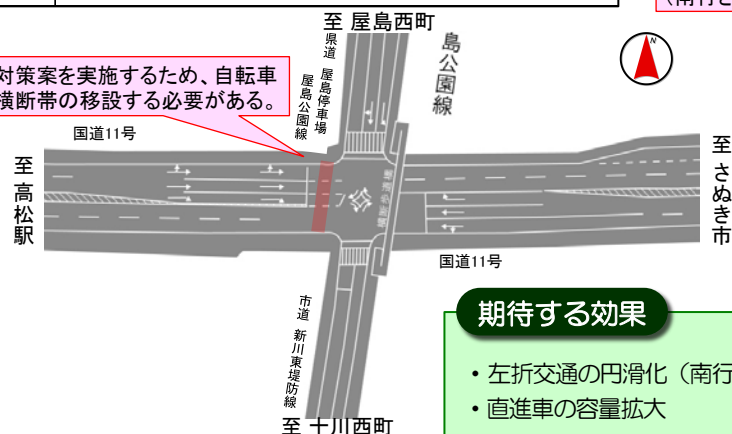 至 屋島西町
対策案を実施するため、自転車
横断帯の移設する必要がある。
県道 屋島停車場
屋島公園線
島公園線
N
国道11号
至 高松駅
横断歩道橋
至 さぬき市
国道11号
市道 新川東堤防線
至 十川西町
期待する効果
・左折交通の円滑化（南行
・直進車の容量拡大